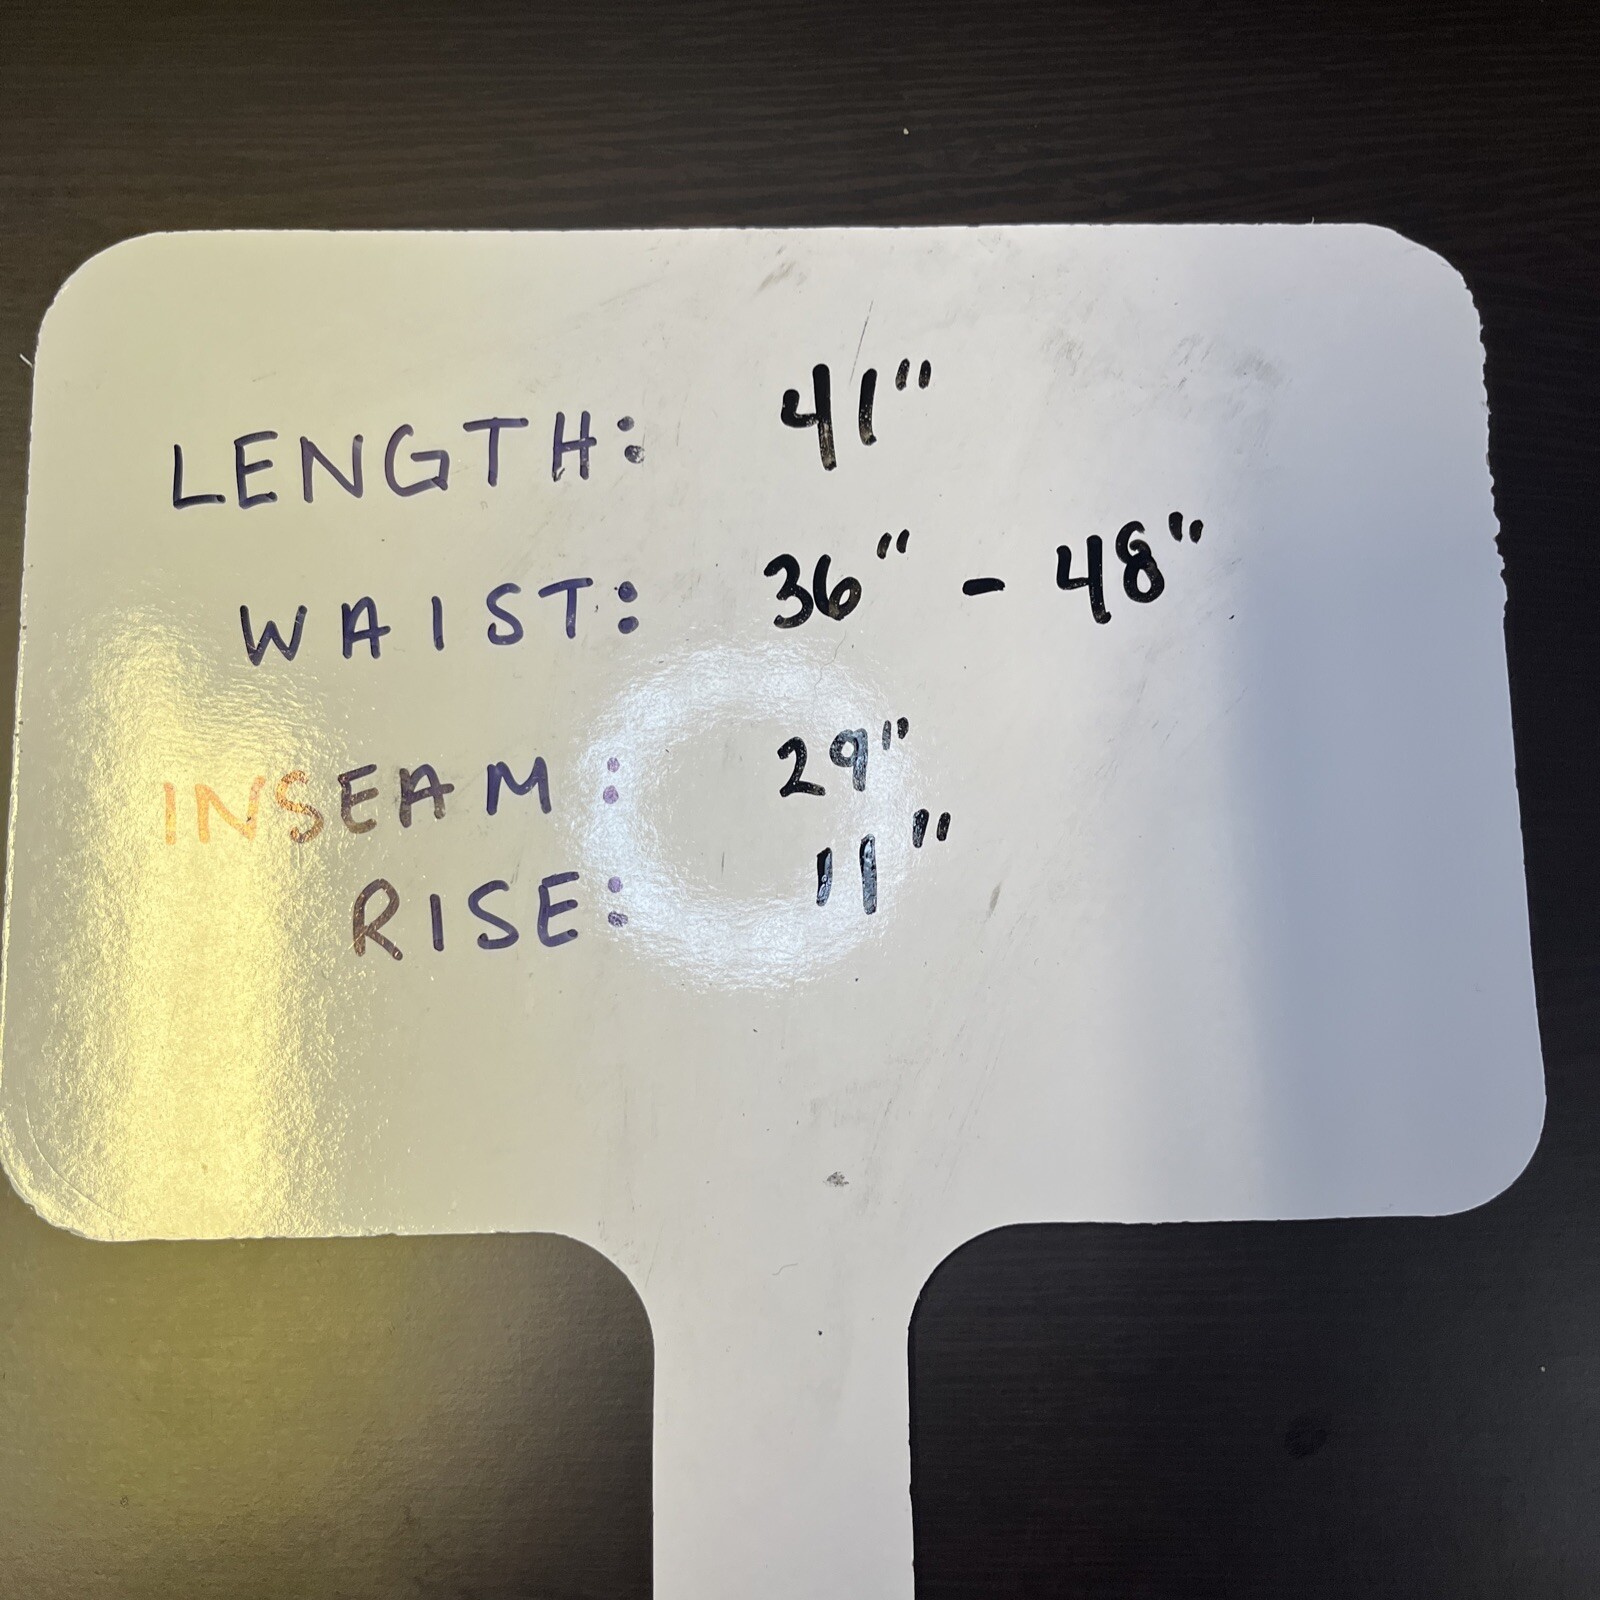 LENGTH: 41"
WAIST: 36" - 48"
INSEAM: 29"
RISE: 11"